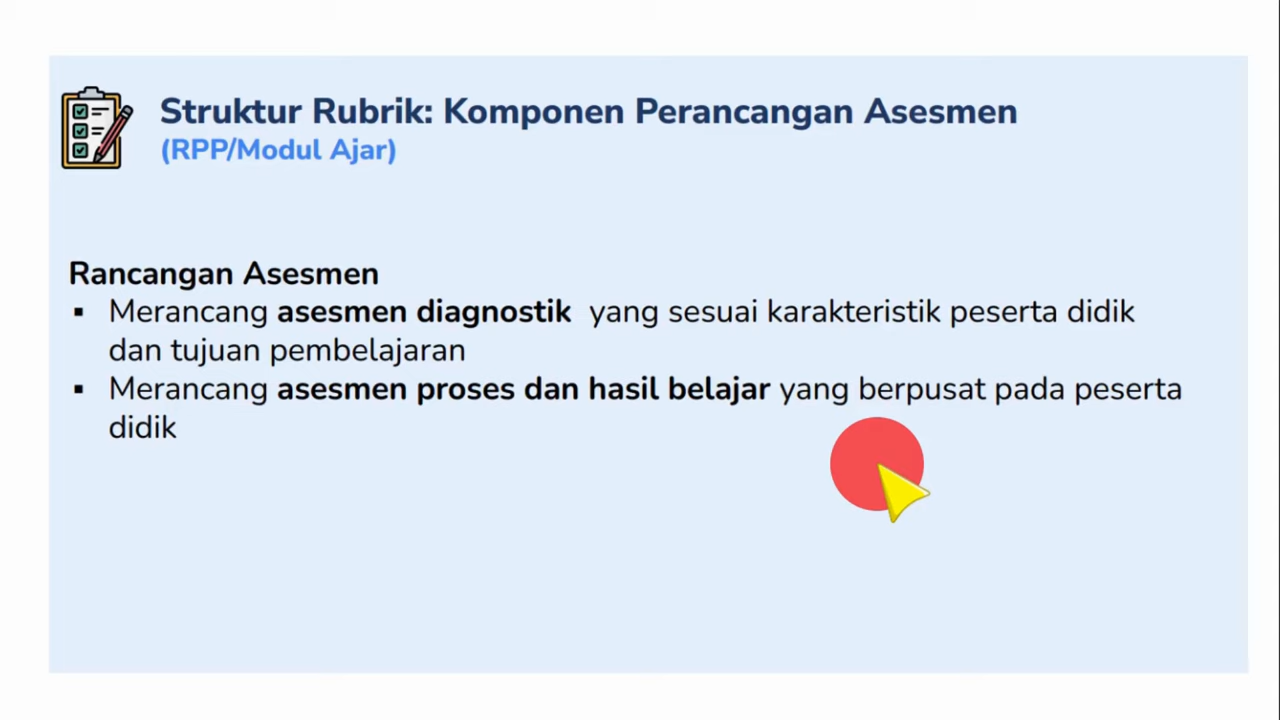 Struktur Rubrik: Komponen Perancangan Asesmen
(RPP/Modul Ajar)
Rancangan Asesmen
▪ Merancang asesmen diagnostik yang sesuai karakteristik peserta didik
dan tujuan pembelajaran
▪ Merancang asesmen proses dan hasil belajar yang berpusat pada peserta
didik